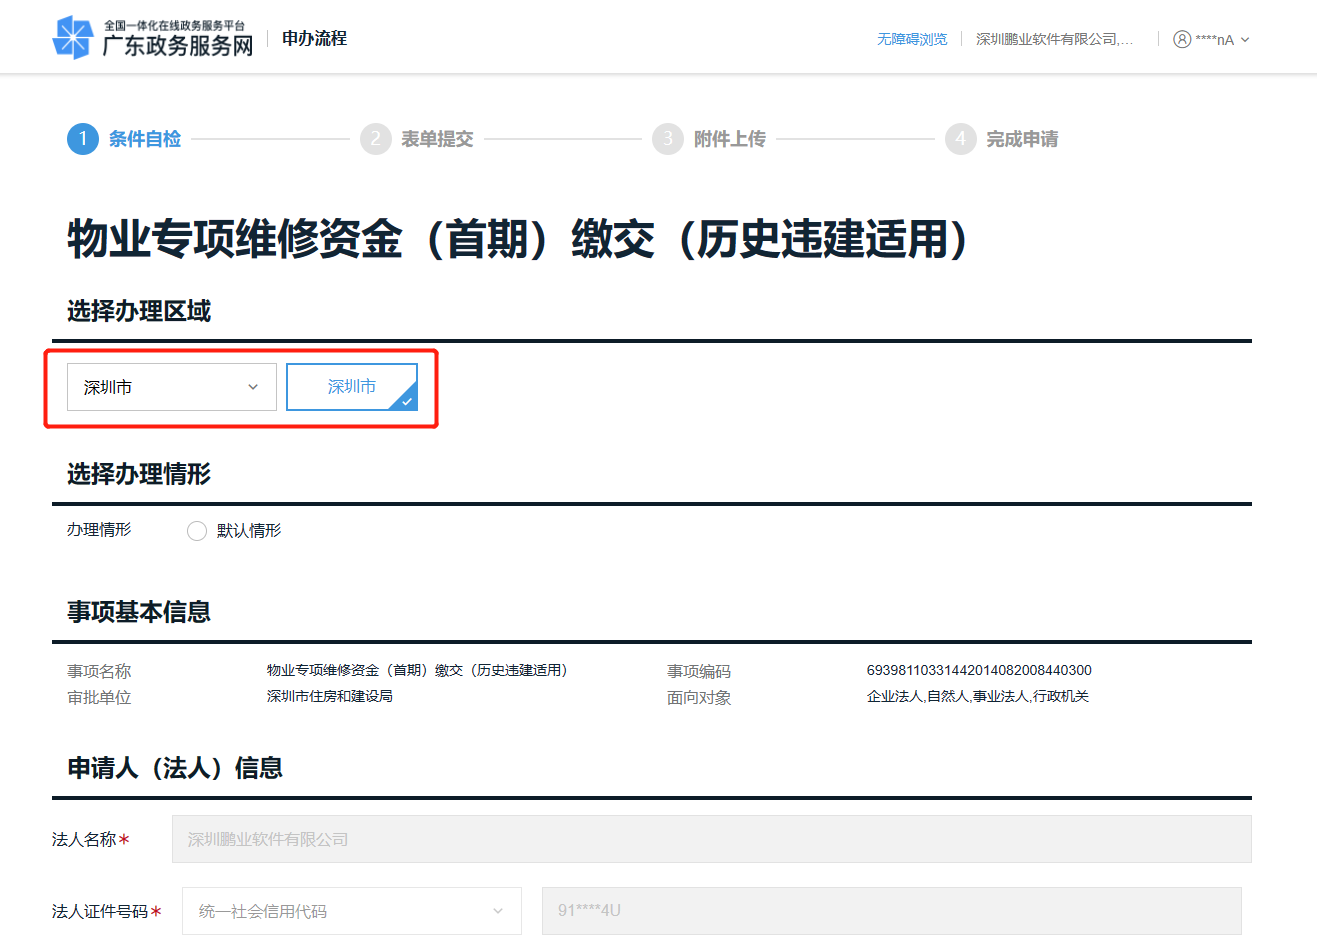 全国一体化在线政务服务平台
广东政务服务网
申办流程
无障碍浏览
深圳鹏业软件有限公司,...
****nA
1 条件自检
2 表单提交
3 附件上传
4 完成申请
物业专项维修资金（首期）缴交（历史违建适用）
选择办理区域
深圳市
深圳市
选择办理情形
办理情形 默认情形
事项基本信息
事项名称 物业专项维修资金（首期）缴交（历史违建适用） 事项编码 69398110331442014082008440300
审批单位 深圳市住房和建设局 面向对象 企业法人,自然人,事业法人,行政机关
申请人（法人）信息
法人名称* 深圳鹏业软件有限公司
法人证件号码* 统一社会信用代码 91****4U